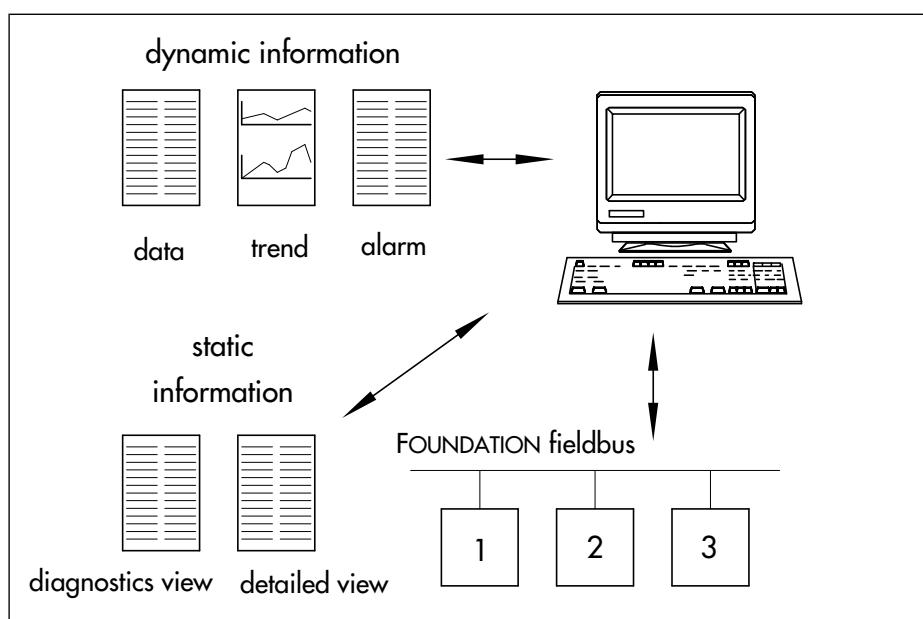 dynamic information
data
trend
alarm
static
information
FOUNDATION fieldbus
1
2
3
diagnostics view
detailed view